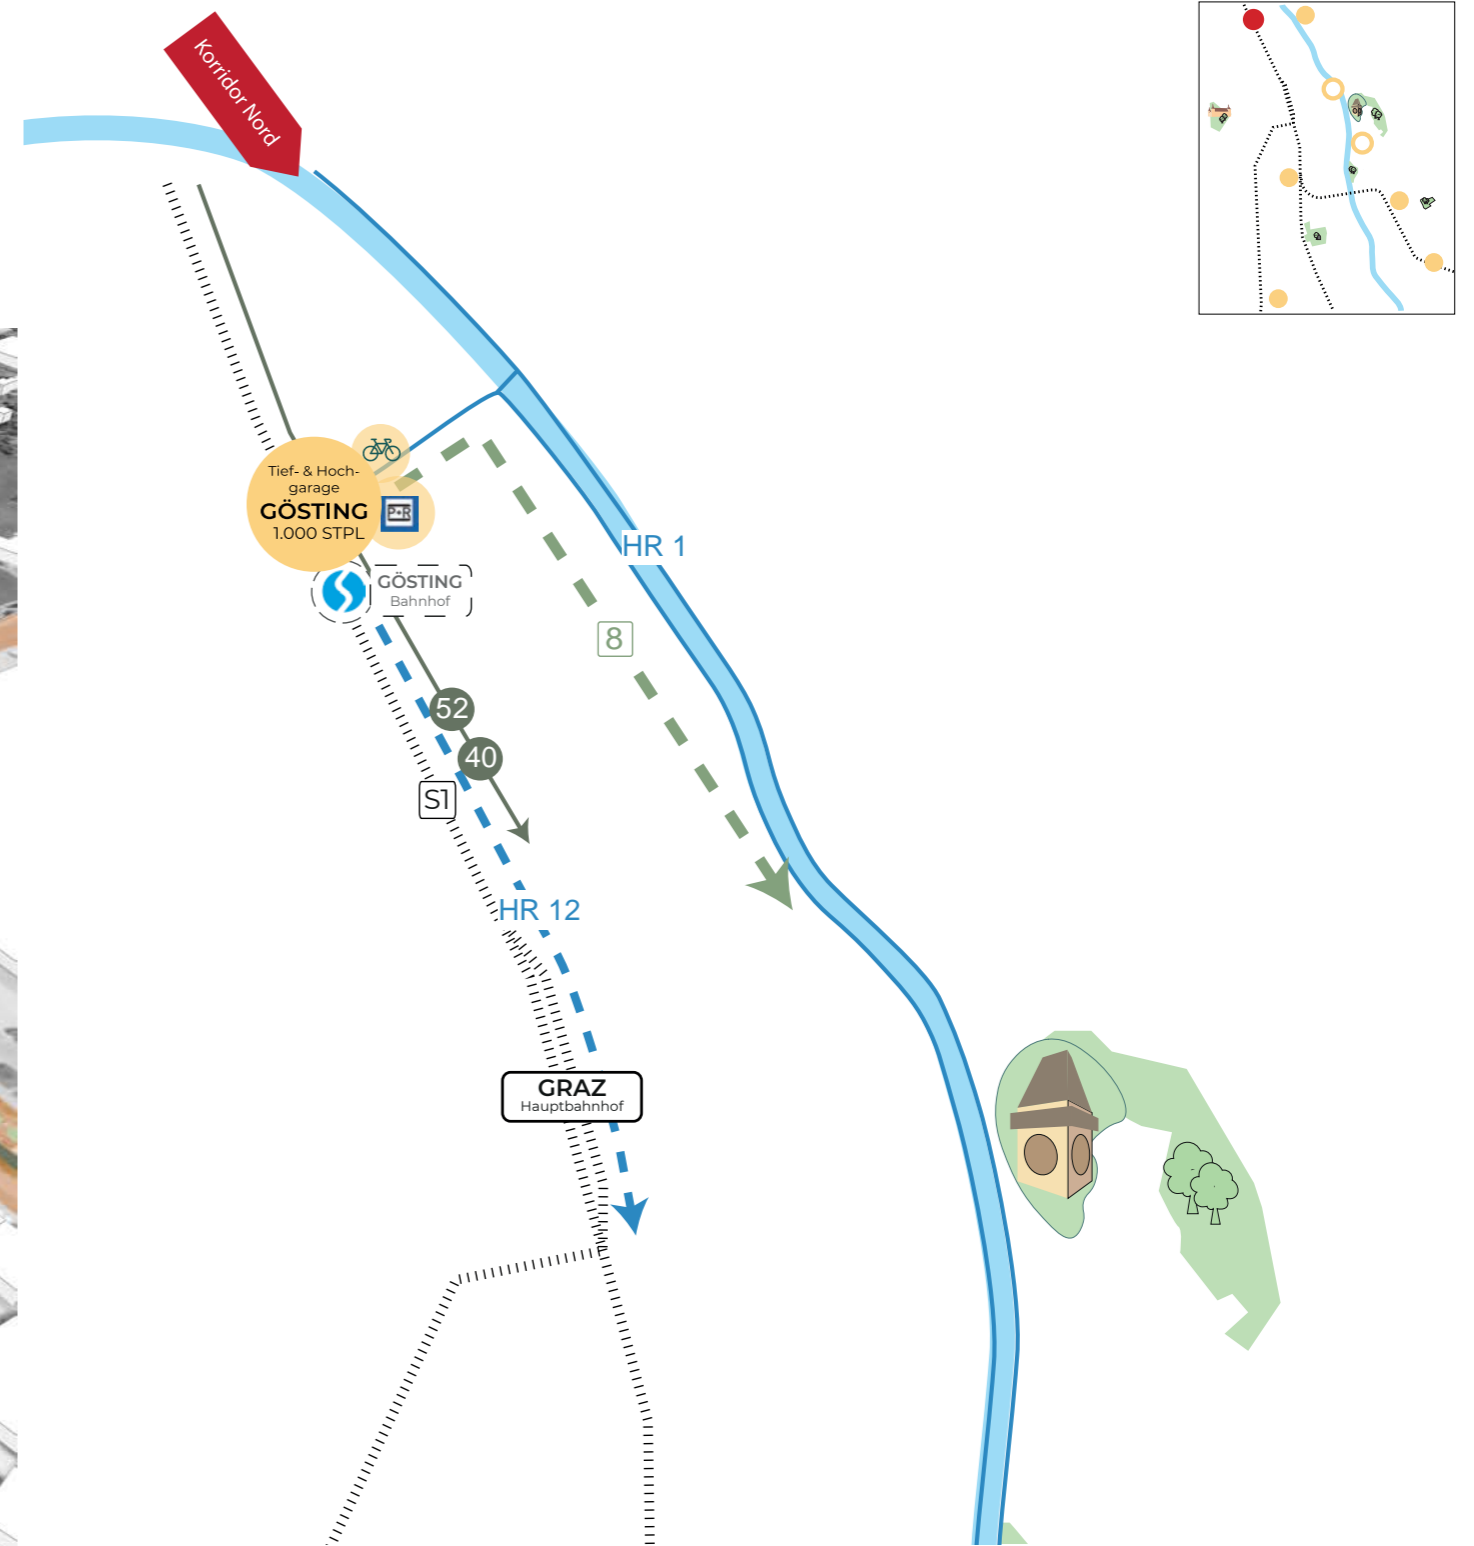 Korridor Nord
Tief- & Hoch-
garage
GÖSTING
1.000 STPL
P+R
GÖSTING
Bahnhof
HR 1
8
52
40
S1
HR 12
GRAZ
Hauptbahnhof